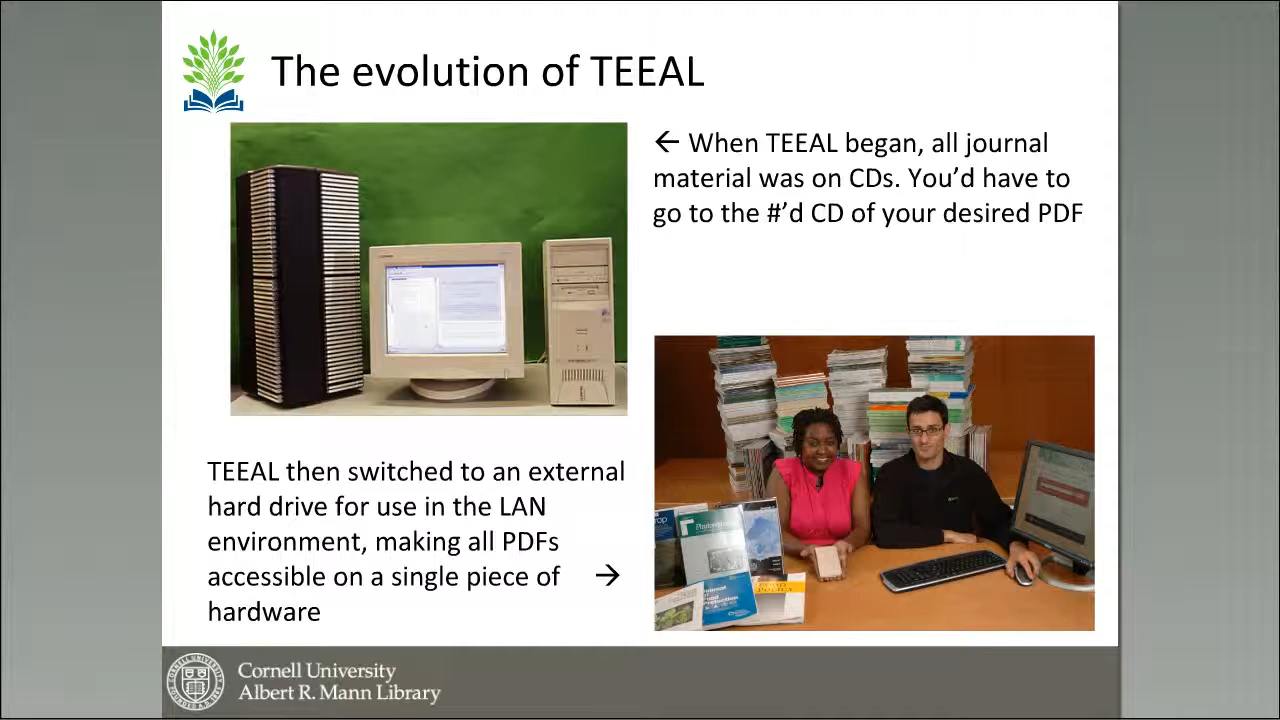 The evolution of TEEAL
← When TEEAL began, all journal
material was on CDs. You’d have to
go to the #’d CD of your desired PDF
TEEAL then switched to an external
hard drive for use in the LAN
environment, making all PDFs
accessible on a single piece of →
hardware
Cornell University
Albert R. Mann Library